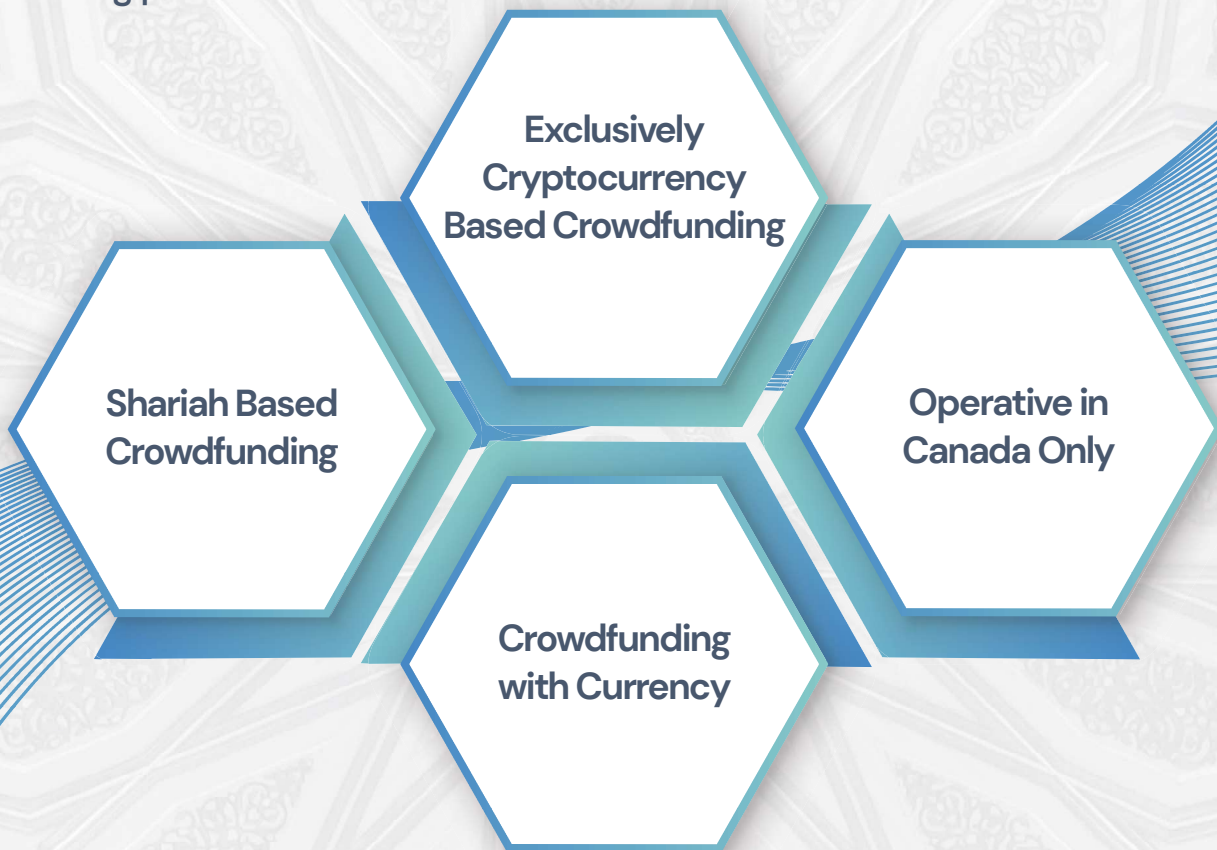 Exclusively
Cryptocurrency
Based Crowdfunding
Shariah Based
Crowdfunding
Operative in
Canada Only
Crowdfunding
with Currency